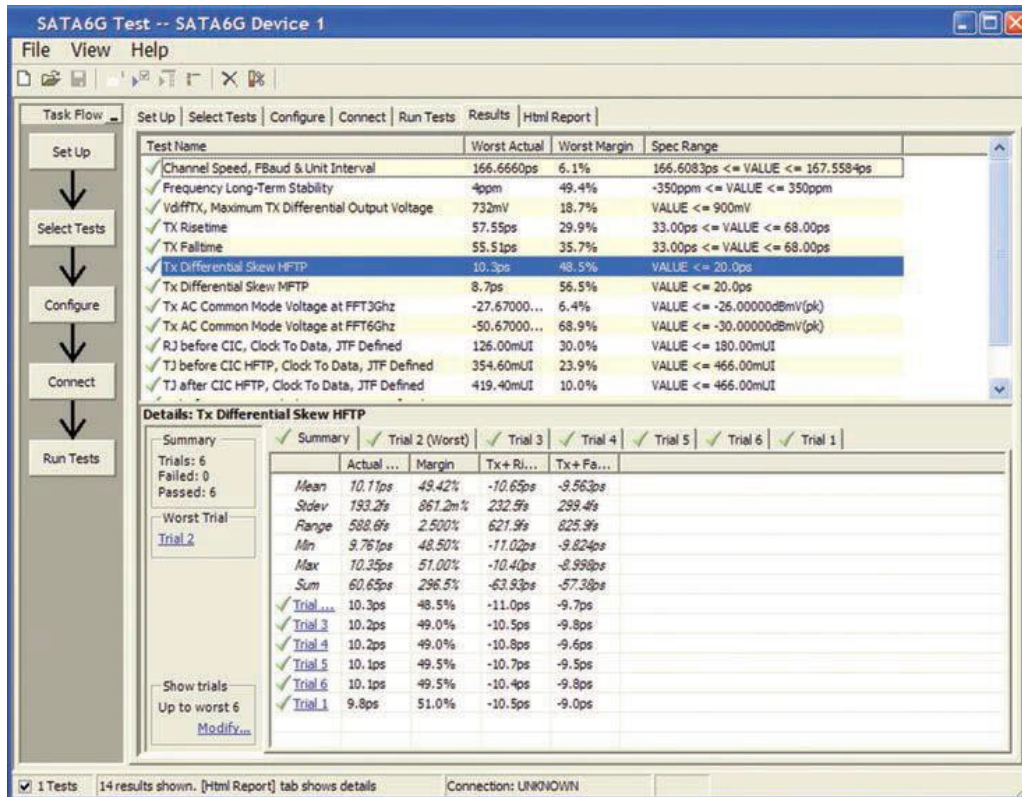 SATA6G Test -- SATA6G Device 1
File View Help
Task Flow
Set Up
Select Tests
Configure
Connect
Run Tests
Set Up Select Tests Configure Connect Run Tests Results Html Report
Test Name Worst Actual Worst Margin Spec Range
Channel Speed, FBaud & Unit Interval 166.6660ps 6.1% 166.6083ps <= VALUE <= 167.5584ps
Frequency Long-Term Stability 4ppm 49.4% -350ppm <= VALUE <= 350ppm
VdiffTX, Maximum TX Differential Output Voltage 732mV 18.7% VALUE <= 900mV
TX Risetime 57.55ps 29.9% 33.00ps <= VALUE <= 68.00ps
TX Falltime 55.51ps 35.7% 33.00ps <= VALUE <= 68.00ps
Tx Differential Skew HFTP 10.3ps 48.5% VALUE <= 20.0ps
Tx Differential Skew MFTP 8.7ps 56.5% VALUE <= 20.0ps
Tx AC Common Mode Voltage at FFT3Ghz -27.67000... 6.4% VALUE <= -26.00000dBmV(pk)
Tx AC Common Mode Voltage at FFT6Ghz -50.67000... 68.9% VALUE <= -30.00000dBmV(pk)
RJ before CIC, Clock To Data, JTF Defined 126.00mUI 30.0% VALUE <= 180.00mUI
TJ before CIC HFTP, Clock To Data, JTF Defined 354.60mUI 23.9% VALUE <= 466.00mUI
TJ after CIC HFTP, Clock To Data, JTF Defined 419.40mUI 10.0% VALUE <= 466.00mUI
Details: Tx Differential Skew HFTP
Summary
Trials: 6
Failed: 0
Passed: 6
Worst Trial
Trial 2
Show trials
Up to worst 6
Modify...
Summary Trial 2 (Worst) Trial 3 Trial 4 Trial 5 Trial 6 Trial 1
Actual ... Margin Tx+ Ri... Tx+ Fa...
Mean 10.11ps 49.42% -10.65ps -9.563ps
Stdev 193.2fs 861.2m% 232.5fs 299.4fs
Range 588.6fs 2.500% 621.9fs 825.9fs
Min 9.761ps 48.50% -11.02ps -9.824ps
Max 10.35ps 51.00% -10.40ps -8.998ps
Sum 60.65ps 296.5% -63.93ps -57.38ps
Trial ... 10.3ps 48.5% -11.0ps -9.7ps
Trial 3 10.2ps 49.0% -10.5ps -9.8ps
Trial 4 10.2ps 49.0% -10.8ps -9.6ps
Trial 5 10.1ps 49.5% -10.7ps -9.5ps
Trial 6 10.1ps 49.5% -10.4ps -9.8ps
Trial 1 9.8ps 51.0% -10.5ps -9.0ps
1 Tests 14 results shown. [Html Report] tab shows details Connection: UNKNOWN